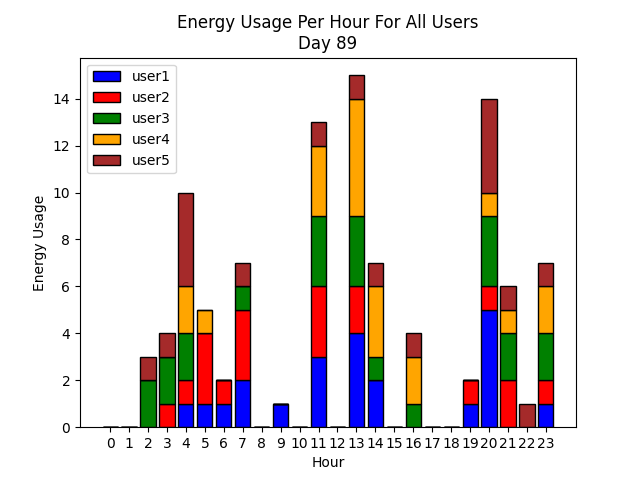 Energy Usage Per Hour For All Users
Day 89
user1
user2
user3
user4
user5
Energy Usage
14
12
10
8
6
4
2
0
0 1 2 3 4 5 6 7 8 9 10 11 12 13 14 15 16 17 18 19 20 21 22 23
Hour